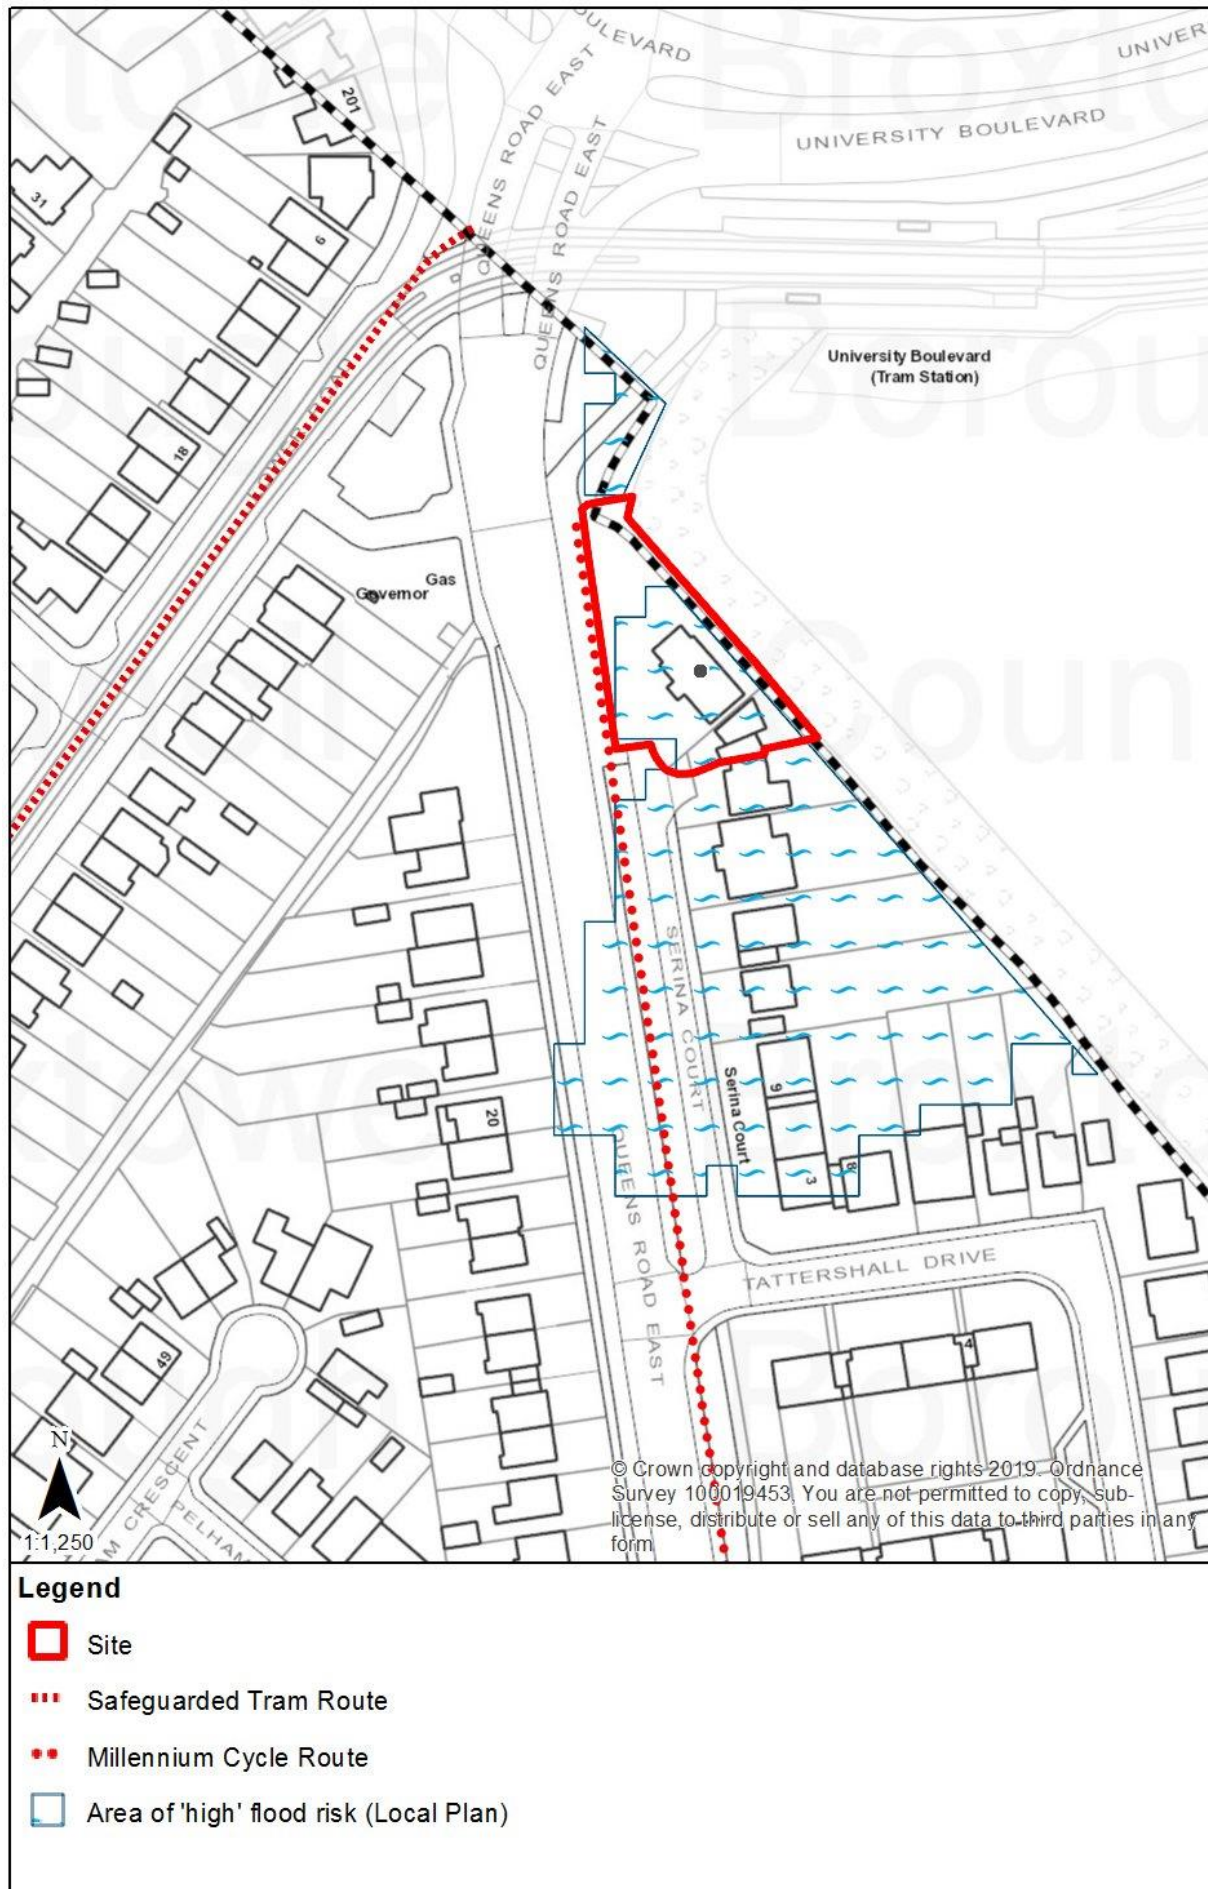 OULEVARD
UNIVER
UNIVERSITY BOULEVARD
QUEENS ROAD EAST
QUEENS ROAD EAST
201
31
6
18
University Boulevard
(Tram Station)
Gas
Governor
SERINA COURT
Serina Court
9
3
8
20
QUEENS ROAD EAST
TATTERSHALL DRIVE
4
49
AM CRESCENT
PELHAM
N
1:1,250
© Crown copyright and database rights 2019. Ordnance
Survey 100019453. You are not permitted to copy, sub-
license, distribute or sell any of this data to third parties in any
form
Legend
Site
Safeguarded Tram Route
Millennium Cycle Route
Area of 'high' flood risk (Local Plan)